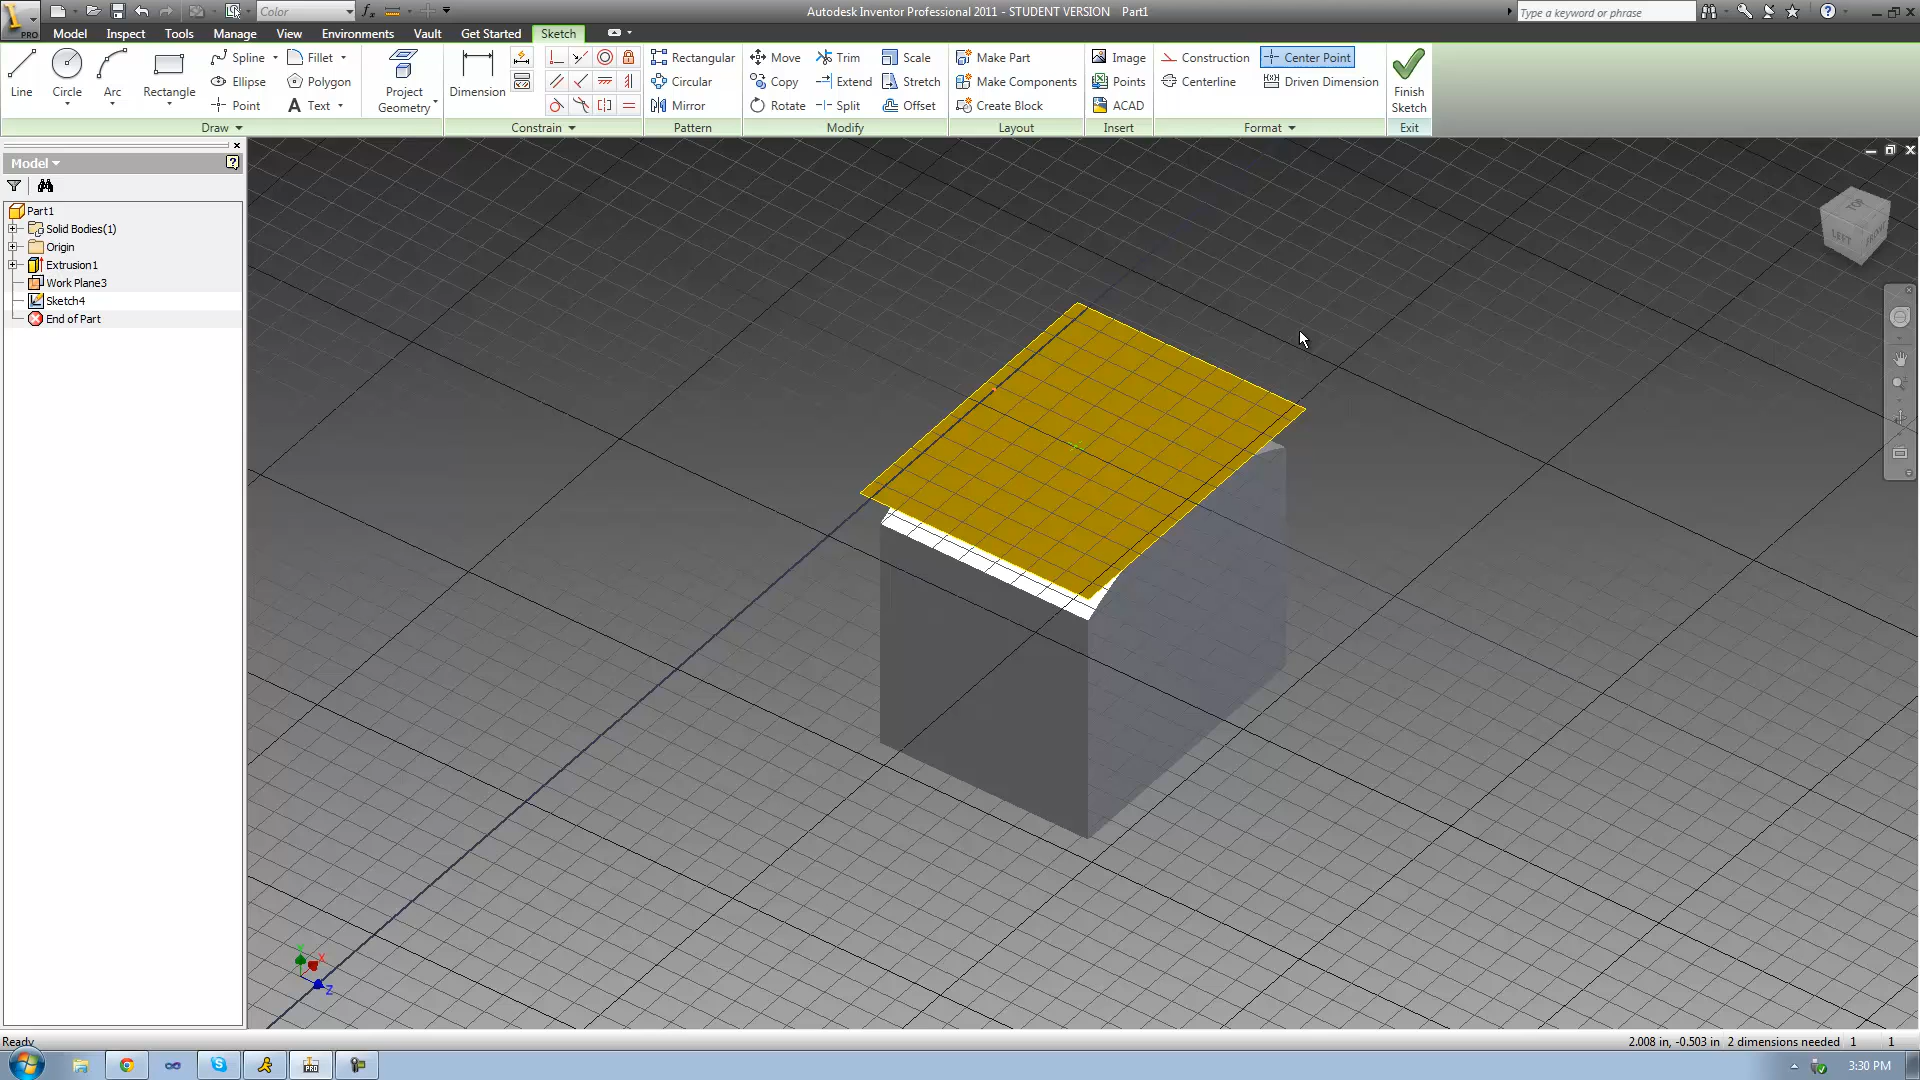 Color
Autodesk Inventor Professional 2011 - STUDENT VERSION Part1
Type a keyword or phrase
PRO
Model Inspect Tools Manage View Environments Vault Get Started Sketch
Line Circle Arc Rectangle Spline Ellipse Point Fillet Polygon Text
Project Geometry
Dimension
Rectangular Circular Mirror
Move Copy Rotate Trim Extend Split Scale Stretch Offset
Make Part Make Components Create Block
Image Points ACAD
Construction Centerline Center Point Driven Dimension
Finish Sketch
Draw Constrain Pattern Modify Layout Insert Format Exit
Model
Part1
Solid Bodies(1)
Origin
Extrusion1
Work Plane3
Sketch4
End of Part
TOP
LEFT
FRONT
X
Z
Ready
2.008 in, -0.503 in 2 dimensions needed 1 1
PRO
3:30 PM